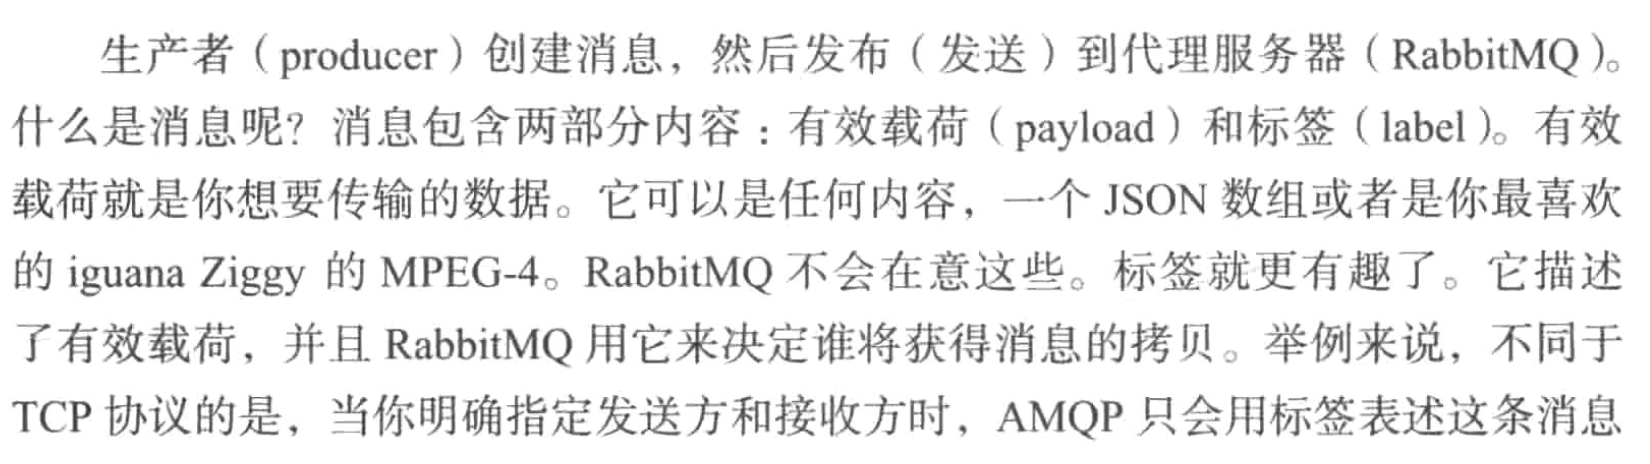 生产者（producer）创建消息，然后发布（发送）到代理服务器（RabbitMQ）。
什么是消息呢？消息包含两部分内容：有效载荷（payload）和标签（label）。有效
载荷就是你想要传输的数据。它可以是任何内容，一个 JSON 数组或者是你最喜欢
的 iguana Ziggy 的 MPEG-4。RabbitMQ 不会在意这些。标签就更有趣了。它描述
了有效载荷，并且 RabbitMQ 用它来决定谁将获得消息的拷贝。举例来说，不同于
TCP 协议的是，当你明确指定发送方和接收方时，AMQP 只会用标签表述这条消息